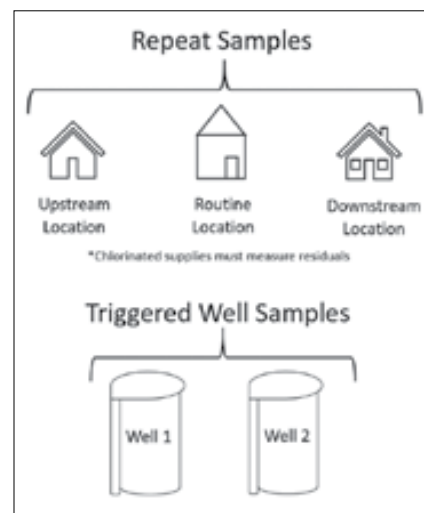 Repeat Samples
Upstream Routine Downstream
Location Location Location
*Chlorinated supplies must measure residuals
Triggered Well Samples
Well 1 Well 2